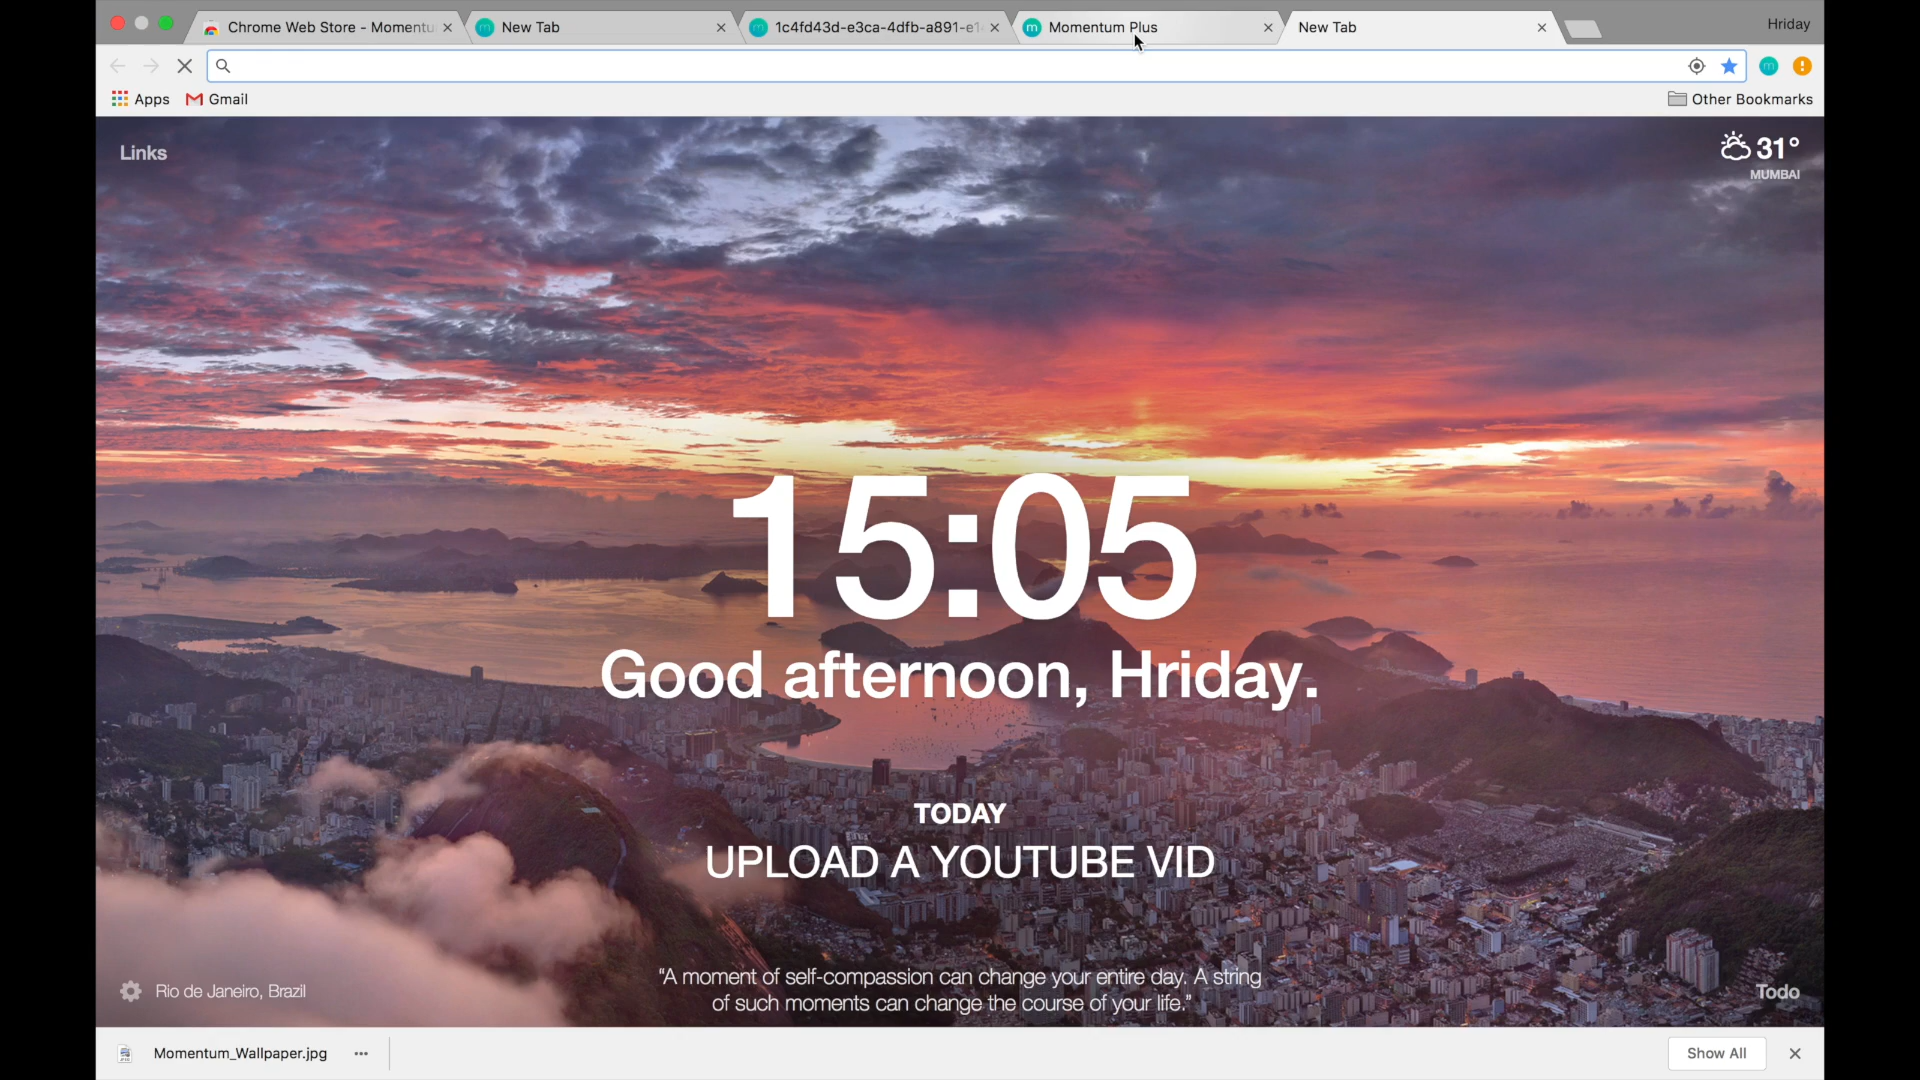 Chrome Web Store - Momentu
New Tab
1c4fd43d-e3ca-4dfb-a891-e1
Momentum Plus
New Tab
Hriday
Apps
Gmail
Other Bookmarks
Links
31°
MUMBAI
15:05
Good afternoon, Hriday.
TODAY
UPLOAD A YOUTUBE VID
“A moment of self-compassion can change your entire day. A string
of such moments can change the course of your life.”
Rio de Janeiro, Brazil
Todo
Momentum_Wallpaper.jpg
Show All